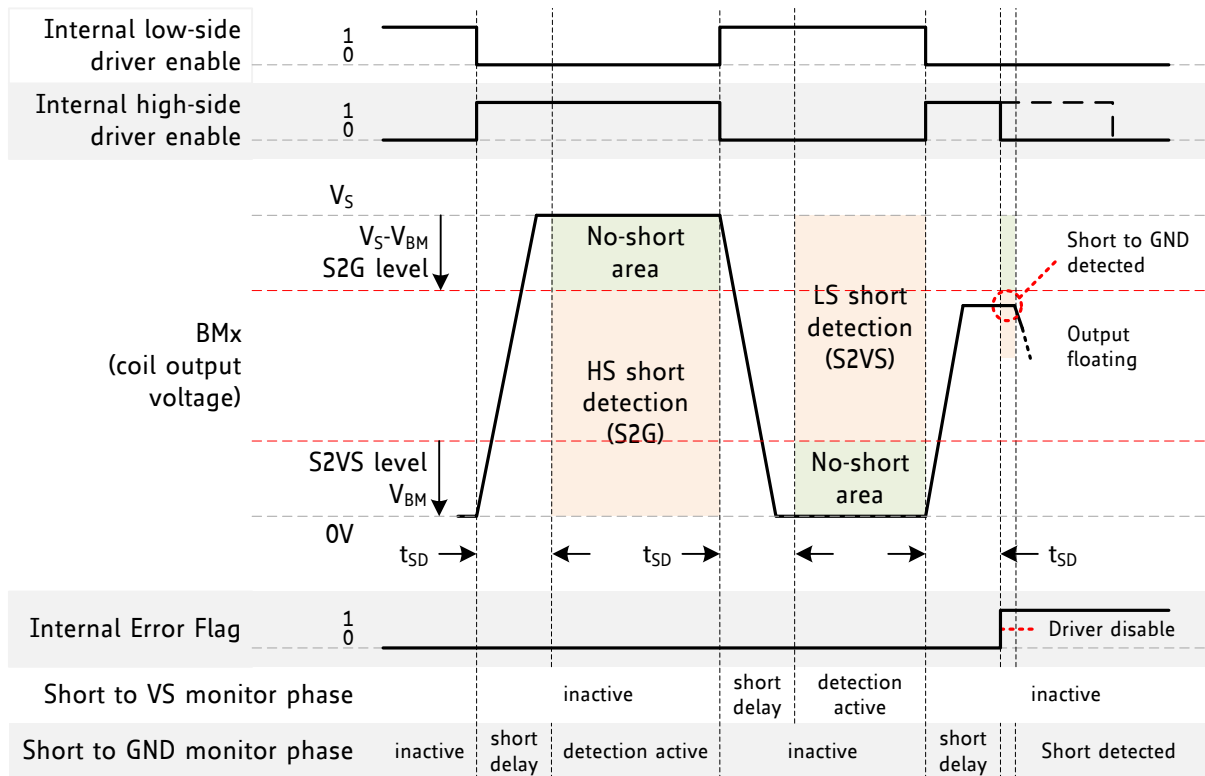 Internal low-side
driver enable
1
0
Internal high-side
driver enable
1
0
VS
VS-VBM
S2G level
No-short
area
Short to GND
detected
BMx
(coil output
voltage)
HS short
detection
(S2G)
LS short
detection
(S2VS)
Output
floating
S2VS level
VBM
No-short
area
0V
tSD
tSD
tSD
Internal Error Flag
1
0
Driver disable
Short to VS monitor phase
inactive
short
delay
detection
active
inactive
Short to GND monitor phase
inactive
short
delay
detection active
inactive
short
delay
Short detected